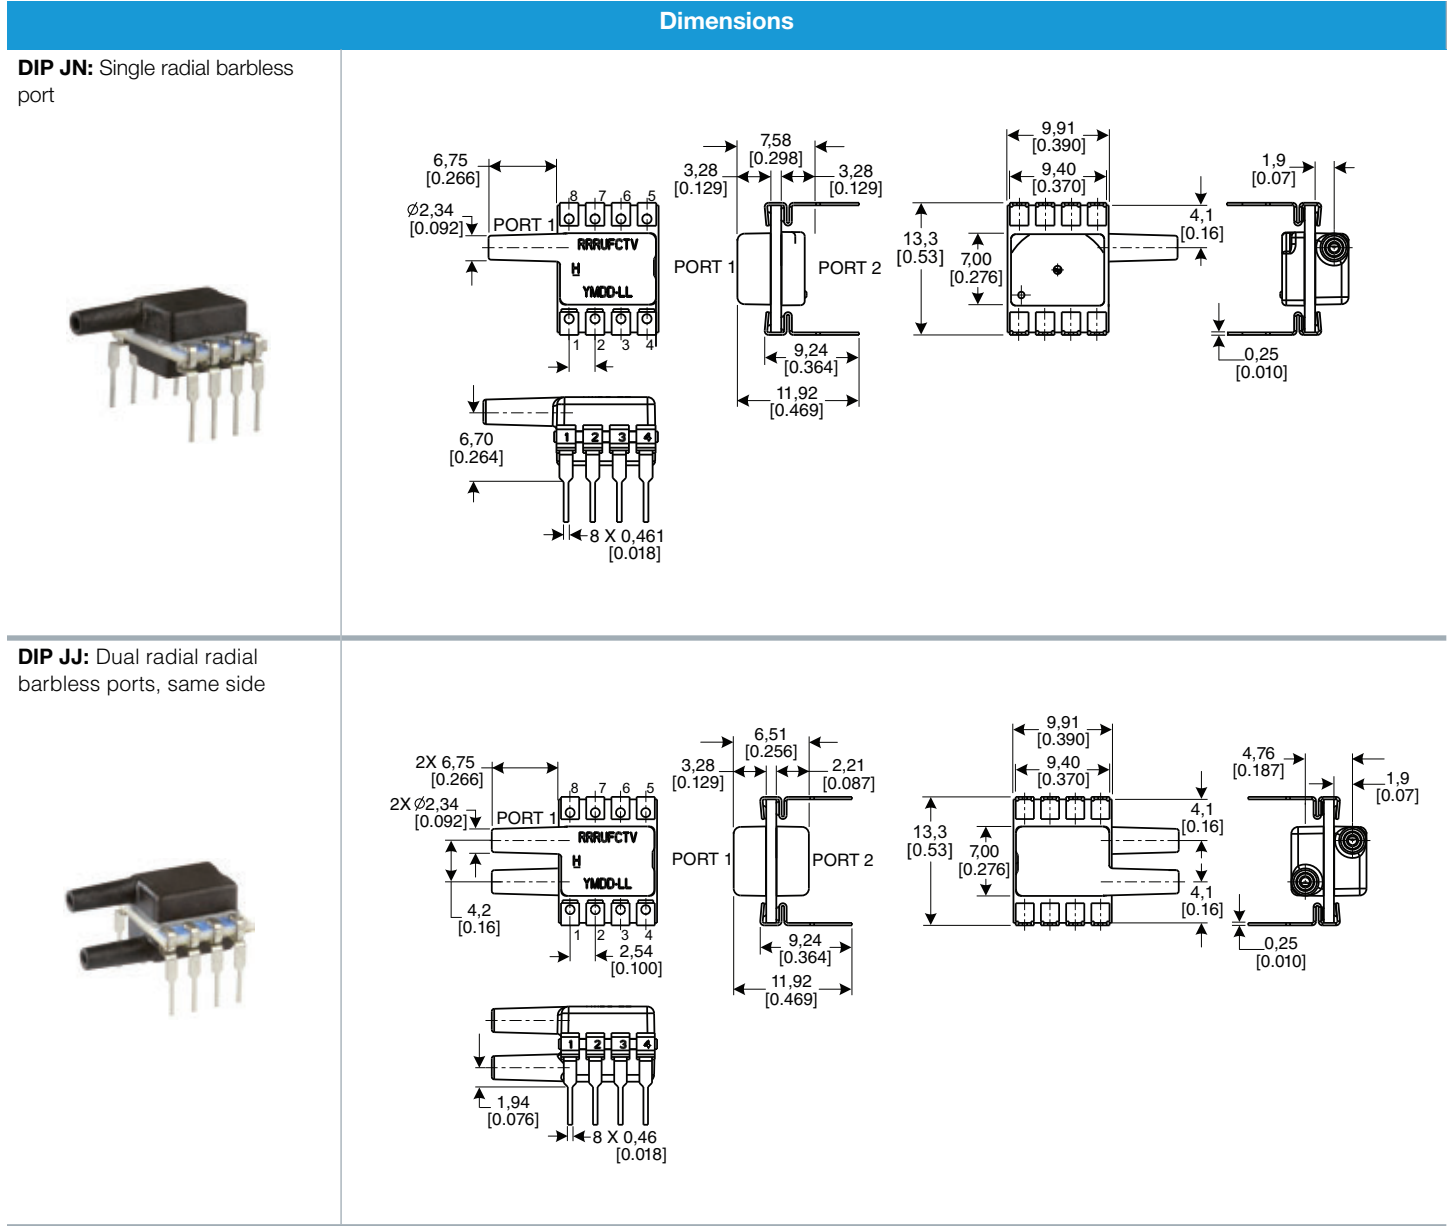 Dimensions
DIP JN: Single radial barbless
port
6,75
[0.266]
Ø2,34
[0.092]
PORT 1
8 7 6 5
RRRUFCTV
H
YMDD-LL
1 2 3 4
7,58
[0.298]
3,28
[0.129]
3,28
[0.129]
PORT 1
PORT 2
9,24
[0.364]
11,92
[0.469]
9,91
[0.390]
9,40
[0.370]
4,1
[0.16]
13,3
[0.53]
7,00
[0.276]
1,9
[0.07]
0,25
[0.010]
6,70
[0.264]
1 2 3 4
8 X 0,461
[0.018]
DIP JJ: Dual radial radial
barbless ports, same side
2X 6,75
[0.266]
2X Ø2,34
[0.092]
PORT 1
8 7 6 5
RRRUFCTV
H
YMDD-LL
4,2
[0.16]
1 2 3 4
2,54
[0.100]
6,51
[0.256]
3,28
[0.129]
2,21
[0.087]
PORT 1
PORT 2
9,24
[0.364]
11,92
[0.469]
9,91
[0.390]
9,40
[0.370]
4,1
[0.16]
13,3
[0.53]
7,00
[0.276]
4,1
[0.16]
4,76
[0.187]
1,9
[0.07]
0,25
[0.010]
1 2 3 4
1,94
[0.076]
8 X 0,46
[0.018]